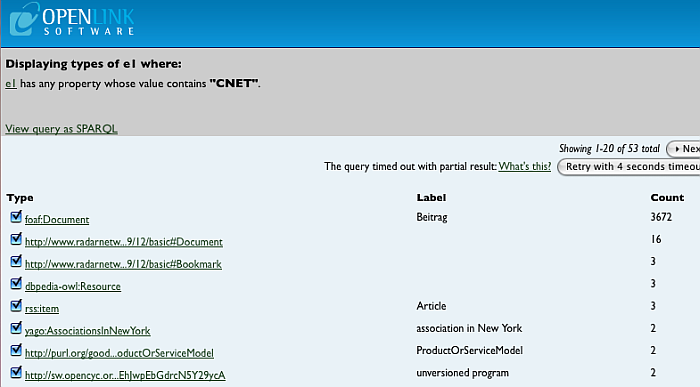 OPENLINK
SOFTWARE
Displaying types of e1 where:
e1 has any property whose value contains "CNET".
View query as SPARQL
Showing 1-20 of 53 total Nex
The query timed out with partial result: What's this? Retry with 4 seconds timeou
Type Label Count
foaf:Document Beitrag 3672
http://www.radarnetw...9/12/basic#Document 16
http://www.radarnetw...9/12/basic#Bookmark 3
dbpedia-owl:Resource 3
rss:item Article 3
yago:AssociationsInNewYork association in New York 2
http://purl.org/good...oductOrServiceModel ProductOrServiceModel 2
http://sw.opencyc.or...EhJwpEbGdrcN5Y29ycA unversioned program 2